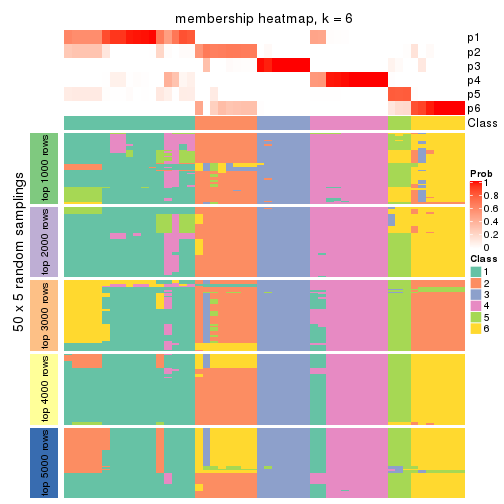 membership heatmap, k = 6
p1
p2
p3
p4
p5
p6
Class
50 x 5 random samplings
top 1000 rows
top 2000 rows
top 3000 rows
top 4000 rows
top 5000 rows
Prob
1
0.8
0.6
0.4
0.2
0
Class
1
2
3
4
5
6